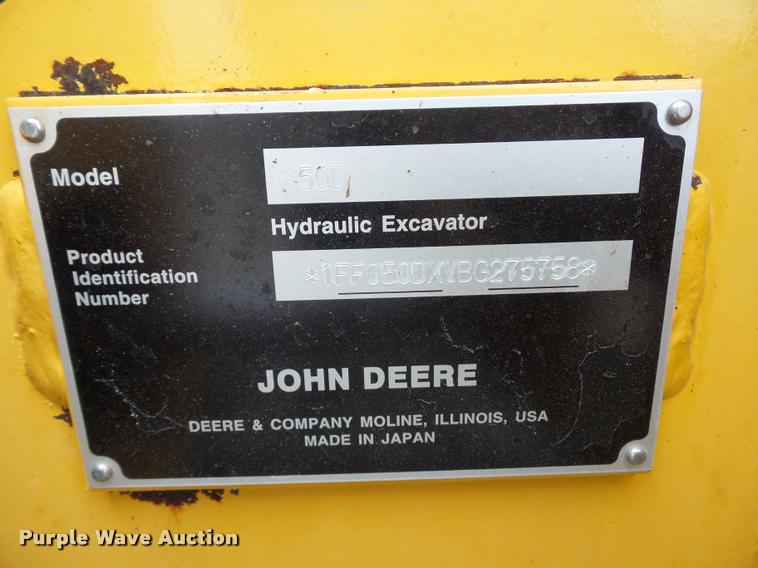 Model 50D
Hydraulic Excavator
Product
Identification
Number
*1FF050DXVBG275758*
JOHN DEERE
DEERE & COMPANY MOLINE, ILLINOIS, USA
MADE IN JAPAN
Purple Wave Auction